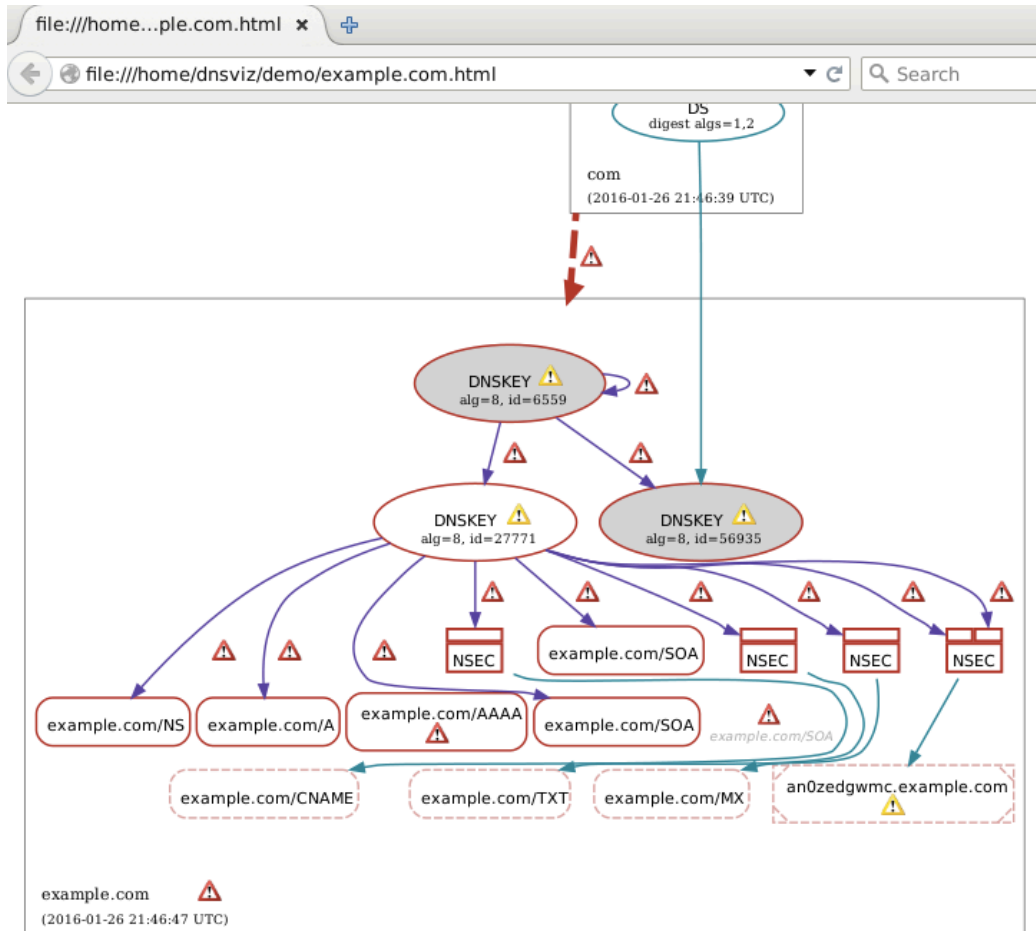 file:///home...ple.com.html
file:///home/dnsviz/demo/example.com.html
Search
DS
digest algs=1,2
com
(2016-01-26 21:46:39 UTC)
DNSKEY
alg=8, id=6559
DNSKEY
alg=8, id=27771
DNSKEY
alg=8, id=56935
NSEC
example.com/SOA
NSEC
NSEC
NSEC
example.com/NS
example.com/A
example.com/AAAA
example.com/SOA
example.com/SOA
example.com/CNAME
example.com/TXT
example.com/MX
an0zedgwmc.example.com
example.com
(2016-01-26 21:46:47 UTC)